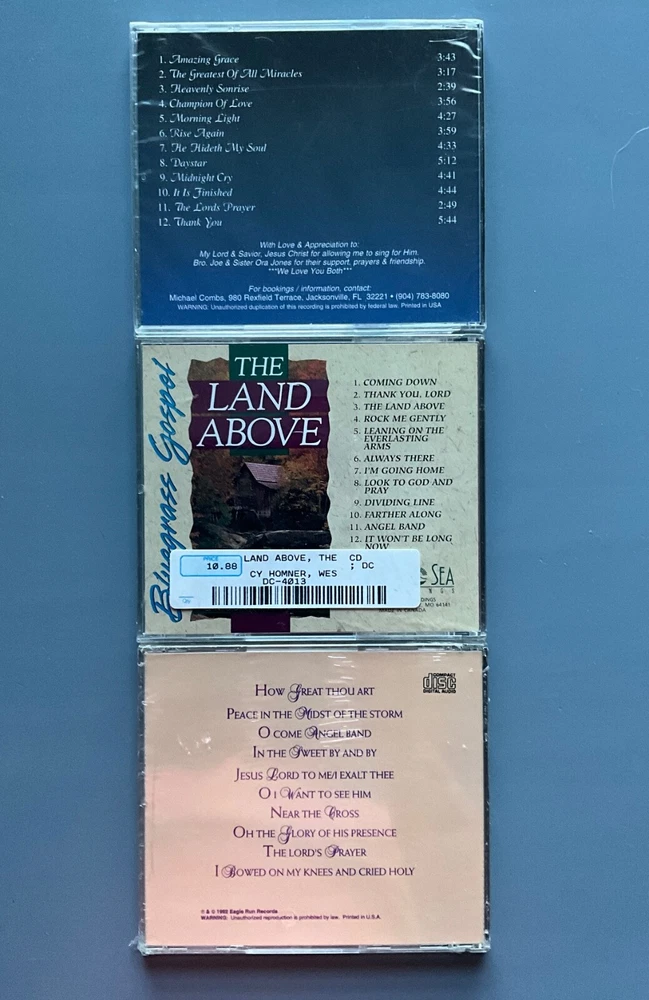 1. Amazing Grace 3:43
2. The Greatest Of All Miracles 3:17
3. Heavenly Sonrise 2:39
4. Champion Of Love 3:56
5. Morning Light 4:27
6. Rise Again 3:59
7. He Hideth My Soul 4:33
8. Daystar 5:12
9. Midnight Cry 4:41
10. It Is Finished 4:44
11. The Lords Prayer 2:49
12. Thank You 5:44
With Love & Appreciation to:
My Lord & Savior, Jesus Christ for allowing me to sing for Him.
Bro. Joe & Sister Ora Jones for their support, prayers & friendship.
***We Love You Both***
For bookings / information, contact:
Michael Combs, 980 Rexfield Terrace, Jacksonville, FL 32221 • (904) 783-8080
WARNING: Unauthorized duplication of this recording is prohibited by federal law. Printed in USA
Bluegrass Gospel
THE
LAND
ABOVE
1. COMING DOWN
2. THANK YOU, LORD
3. THE LAND ABOVE
4. ROCK ME GENTLY
5. LEANING ON THE
EVERLASTING
ARMS
6. ALWAYS THERE
7. I'M GOING HOME
8. LOOK TO GOD AND
PRAY
9. DIVIDING LINE
10. FARTHER ALONG
11. ANGEL BAND
12. IT WON'T BE LONG
NOW
PRICE
10.88
LAND ABOVE, THE CD
; DC
CY HOMNER, WES
DC-4013
SEA
MO 64141
MADE IN CANADA
COMPACT
disc
DIGITAL AUDIO
HOW GREAT THOU ART
PEACE IN THE MIDST OF THE STORM
O COME ANGEL BAND
IN THE SWEET BY AND BY
JESUS LORD TO ME/I EXALT THEE
O I WANT TO SEE HIM
NEAR THE CROSS
OH THE GLORY OF HIS PRESENCE
THE LORD'S PRAYER
I BOWED ON MY KNEES AND CRIED HOLY
℗ & © 1992 Eagle Run Records
WARNING: Unauthorized reproduction is prohibited by law. Printed in U.S.A.